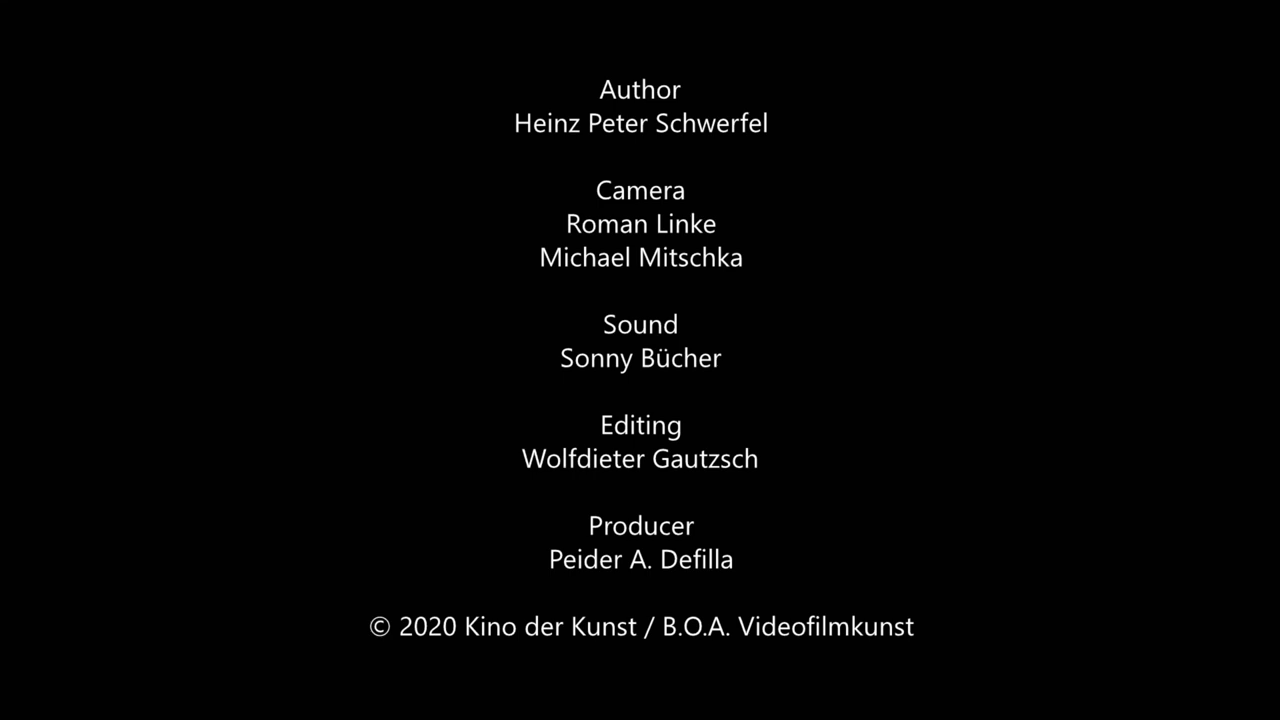 Author
Heinz Peter Schwerfel
Camera
Roman Linke
Michael Mitschka
Sound
Sonny Bücher
Editing
Wolfdieter Gautzsch
Producer
Peider A. Defilla
© 2020 Kino der Kunst / B.O.A. Videofilmkunst